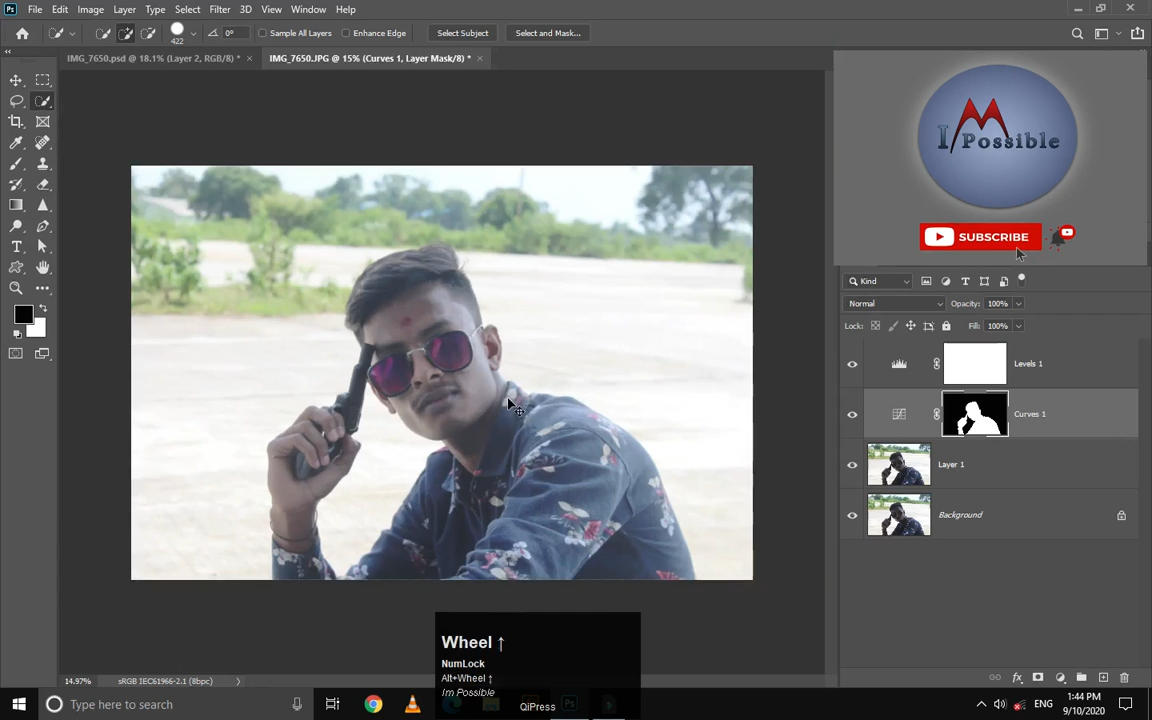 Ps File Edit Image Layer Type Select Filter 3D View Window Help
422 0° Sample All Layers Enhance Edge Select Subject Select and Mask...
IMG_7650.psd @ 18.1% (Layer 2, RGB/8) * × IMG_7650.JPG @ 15% (Curves 1, Layer Mask/8) * ×
I M Possible
SUBSCRIBE
Kind
Normal Opacity: 100%
Lock: Fill: 100%
Levels 1
Curves 1
Layer 1
Background
Wheel ↑
NumLock
Alt+Wheel ↑
Im Possible
QiPress
14.97% sRGB IEC61966-2.1 (8bpc)
Type here to search
ENG
1:44 PM
9/10/2020